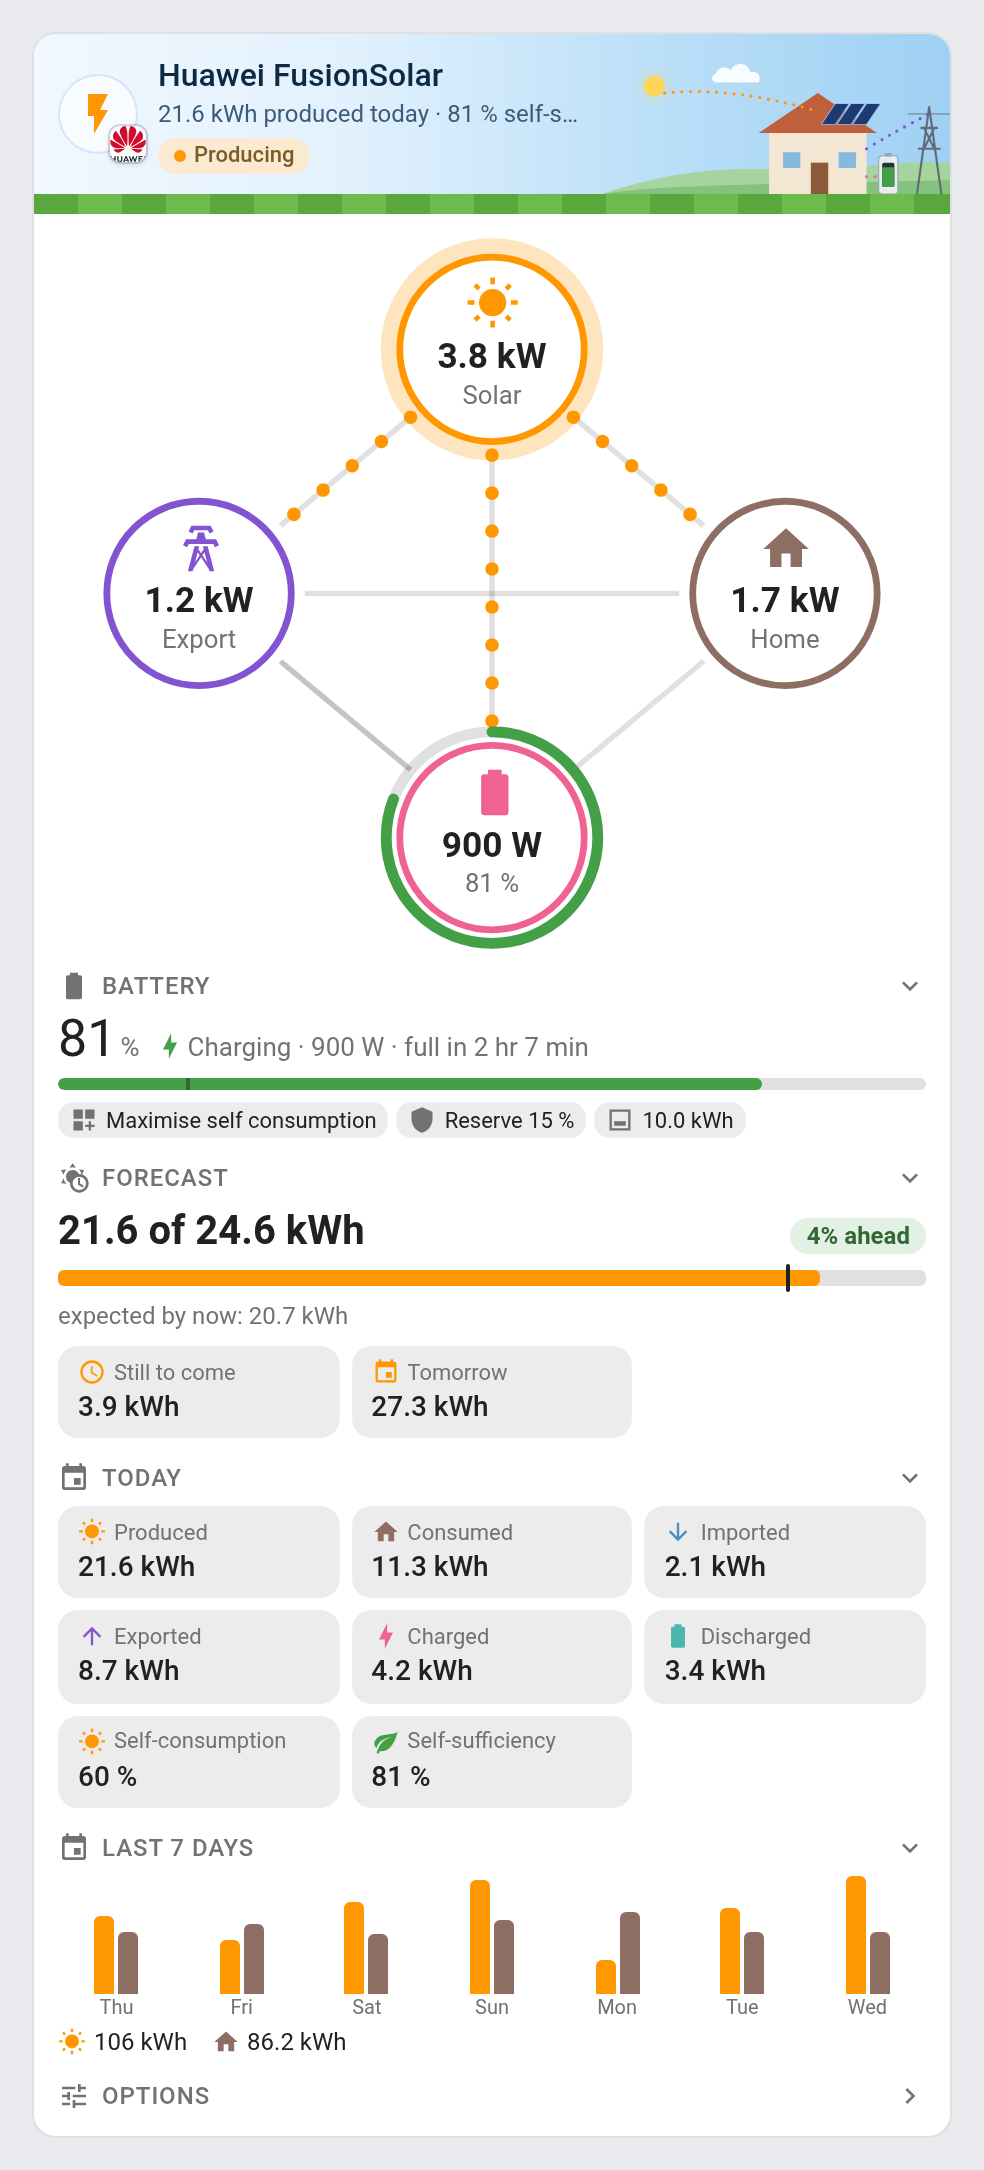 Huawei FusionSolar
21.6 kWh produced today · 81 % self-s…
HUAWEI
Producing
3.8 kW
Solar
1.2 kW
Export
1.7 kW
Home
900 W
81 %
BATTERY
81 % Charging · 900 W · full in 2 hr 7 min
Maximise self consumption Reserve 15 % 10.0 kWh
FORECAST
21.6 of 24.6 kWh 4% ahead
expected by now: 20.7 kWh
Still to come Tomorrow
3.9 kWh 27.3 kWh
TODAY
Produced Consumed Imported
21.6 kWh 11.3 kWh 2.1 kWh
Exported Charged Discharged
8.7 kWh 4.2 kWh 3.4 kWh
Self-consumption Self-sufficiency
60 % 81 %
LAST 7 DAYS
Thu Fri Sat Sun Mon Tue Wed
106 kWh 86.2 kWh
OPTIONS